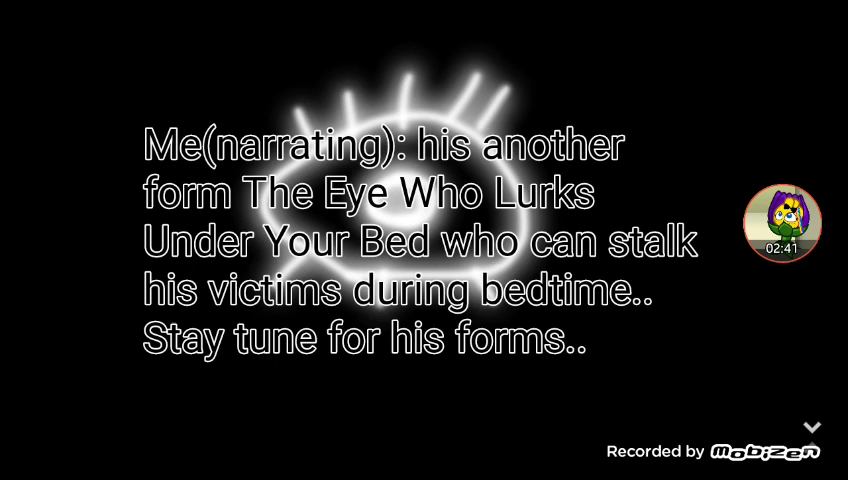 Me(narrating): his another
form The Eye Who Lurks
Under Your Bed who can stalk
his victims during bedtime..
Stay tune for his forms..
02:41
Recorded by Mobizen